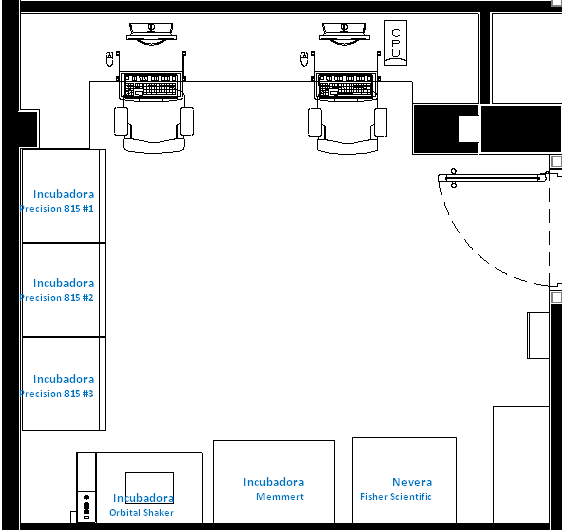 CPU
Incubadora
Precision 815 #1
Incubadora
Precision 815 #2
Incubadora
Precision 815 #3
Incubadora
Orbital Shaker
Incubadora
Memmert
Nevera
Fisher Scientific